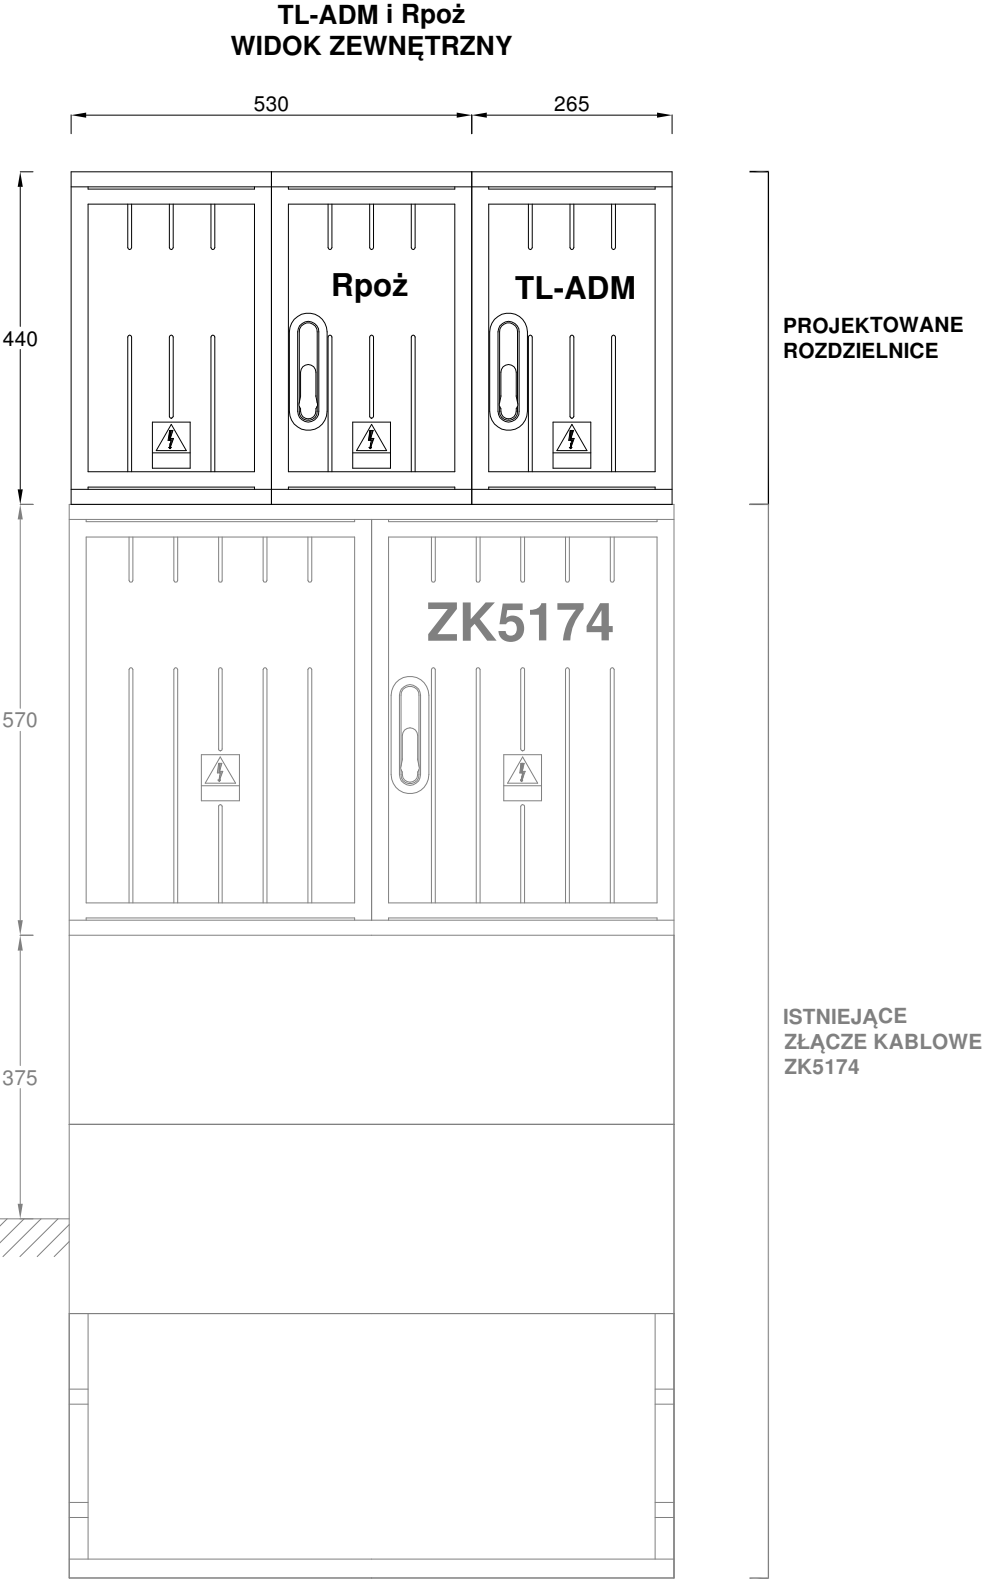 TL-ADM i Rpoż
WIDOK ZEWNĘTRZNY
530
265
Rpoż
TL-ADM
440
PROJEKTOWANE
ROZDZIELNICE
ZK5174
570
ISTNIEJĄCE
ZŁĄCZE KABLOWE
ZK5174
375